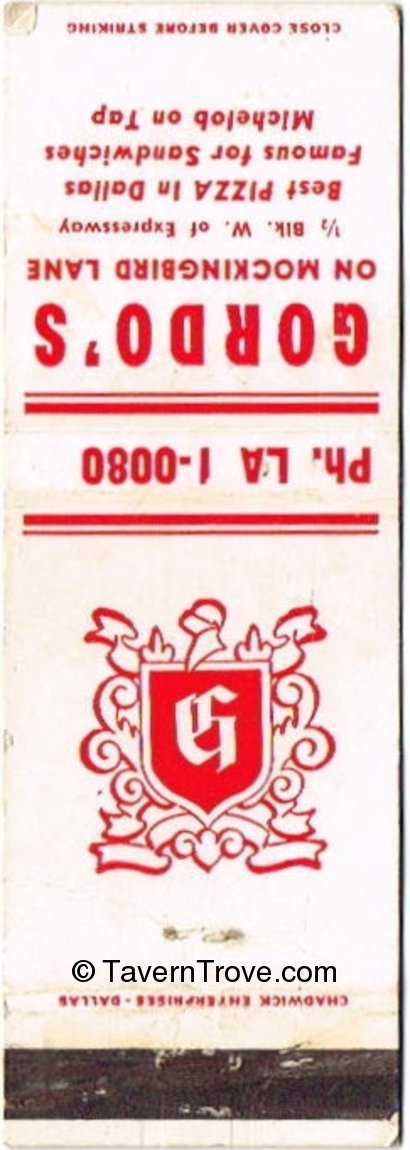 CHADWICK ENTERPRISES - DALLAS
Ph. LA 1-0080
GORDO'S
ON MOCKINGBIRD LANE
½ Blk. W. of Expressway
Best PIZZA In Dallas
Famous for Sandwiches
Michelob on Tap
CLOSE COVER BEFORE STRIKING
G
© TavernTrove.com